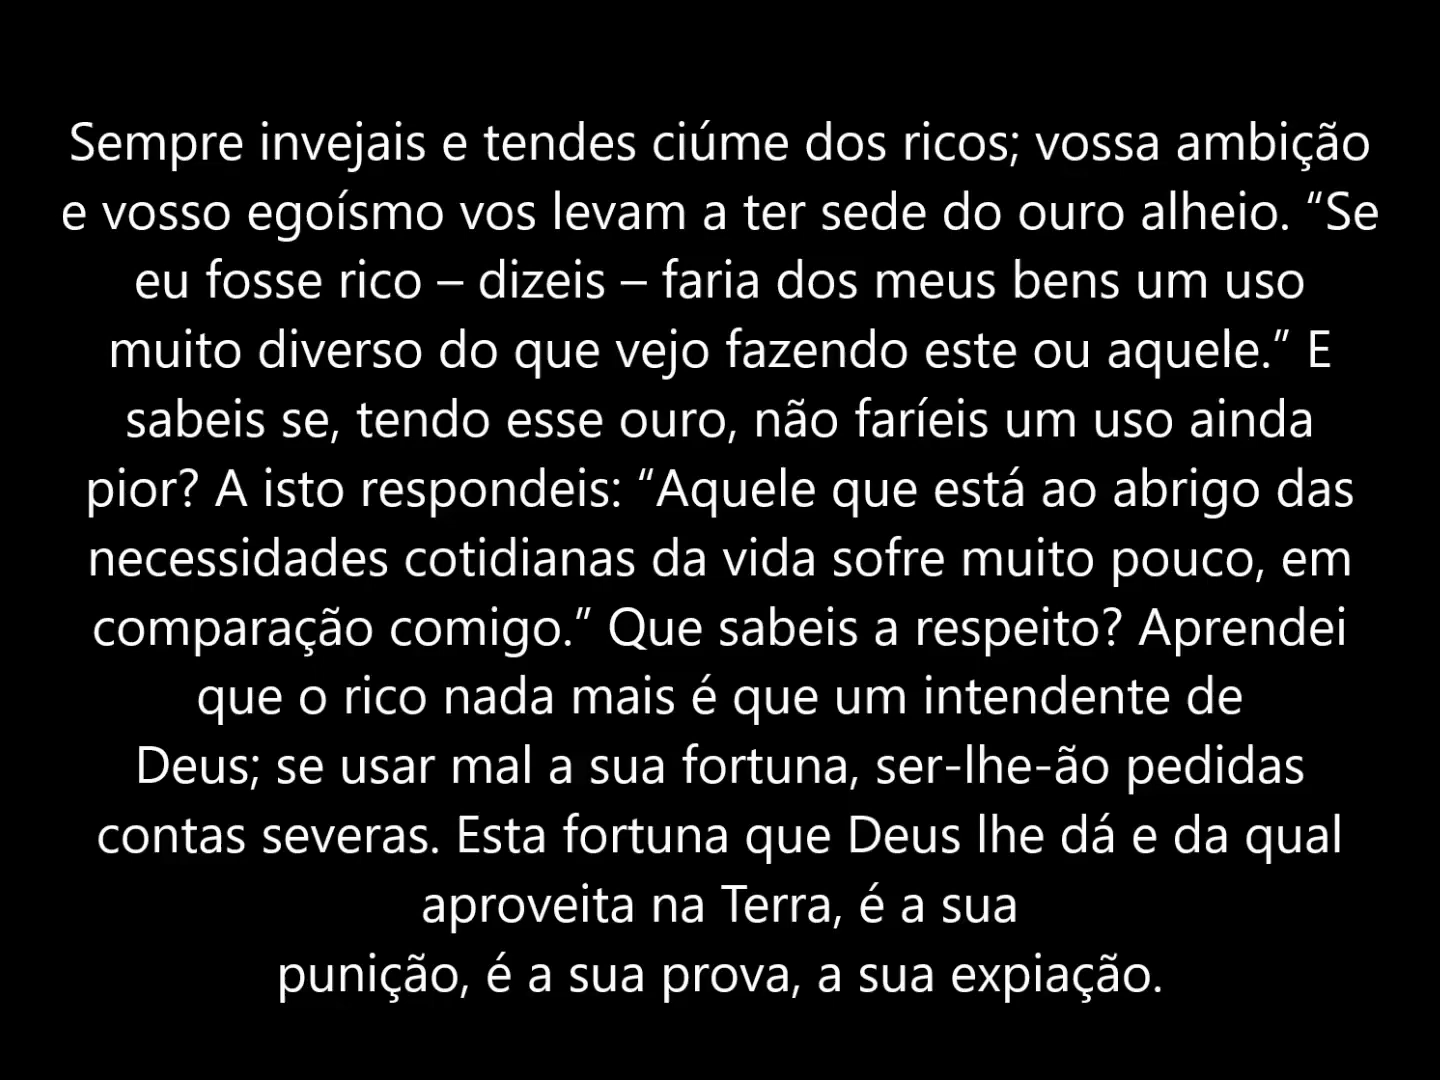 Sempre invejais e tendes ciúme dos ricos; vossa ambição
e vosso egoísmo vos levam a ter sede do ouro alheio. “Se
eu fosse rico – dizeis – faria dos meus bens um uso
muito diverso do que vejo fazendo este ou aquele.” E
sabeis se, tendo esse ouro, não faríeis um uso ainda
pior? A isto respondeis: “Aquele que está ao abrigo das
necessidades cotidianas da vida sofre muito pouco, em
comparação comigo.” Que sabeis a respeito? Aprendei
que o rico nada mais é que um intendente de
Deus; se usar mal a sua fortuna, ser-lhe-ão pedidas
contas severas. Esta fortuna que Deus lhe dá e da qual
aproveita na Terra, é a sua
punição, é a sua prova, a sua expiação.